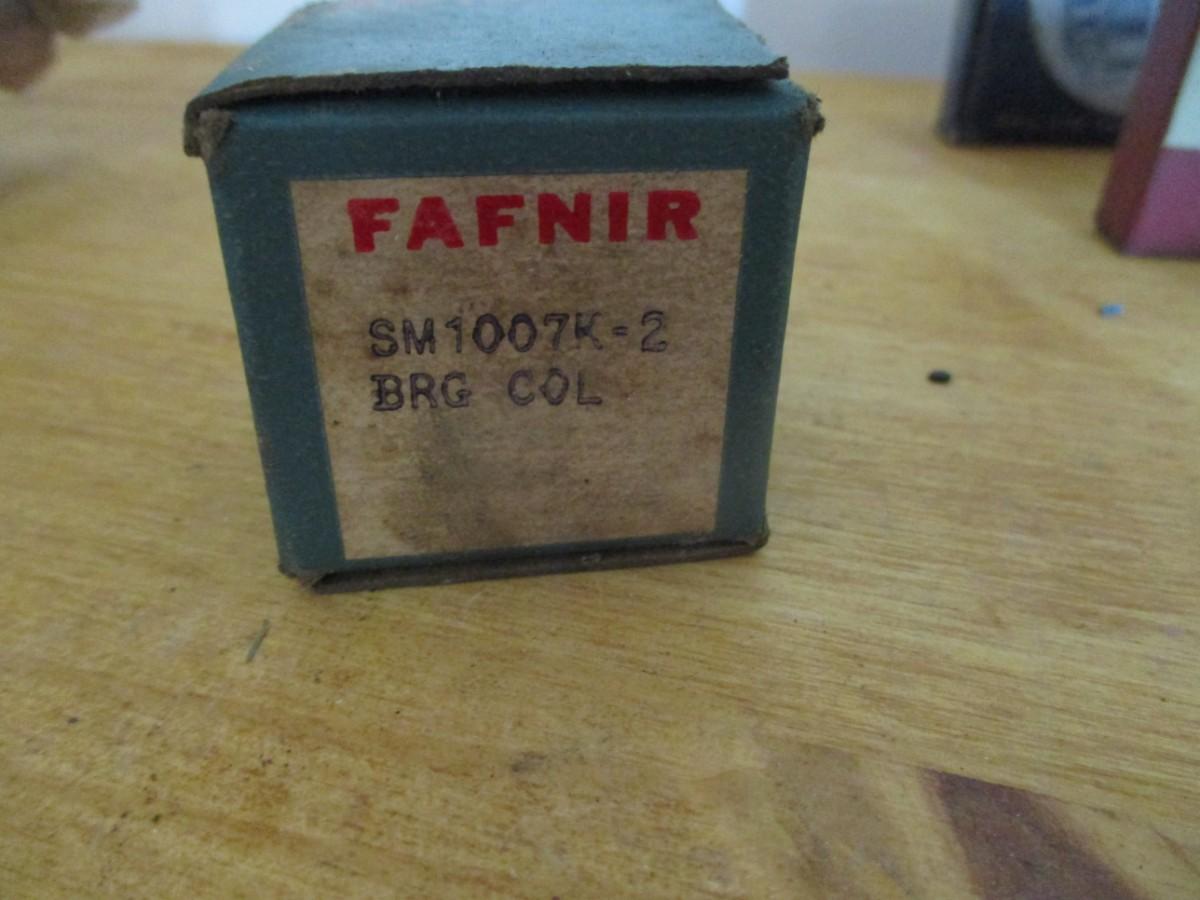 FAFNIR
SM1007K-2
BRG COL